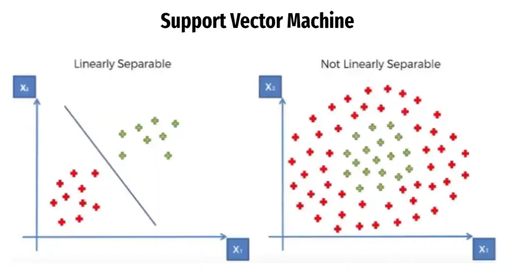 Support Vector Machine
Linearly Separable
Not Linearly Separable
X₂
X₂
X₁
X₁